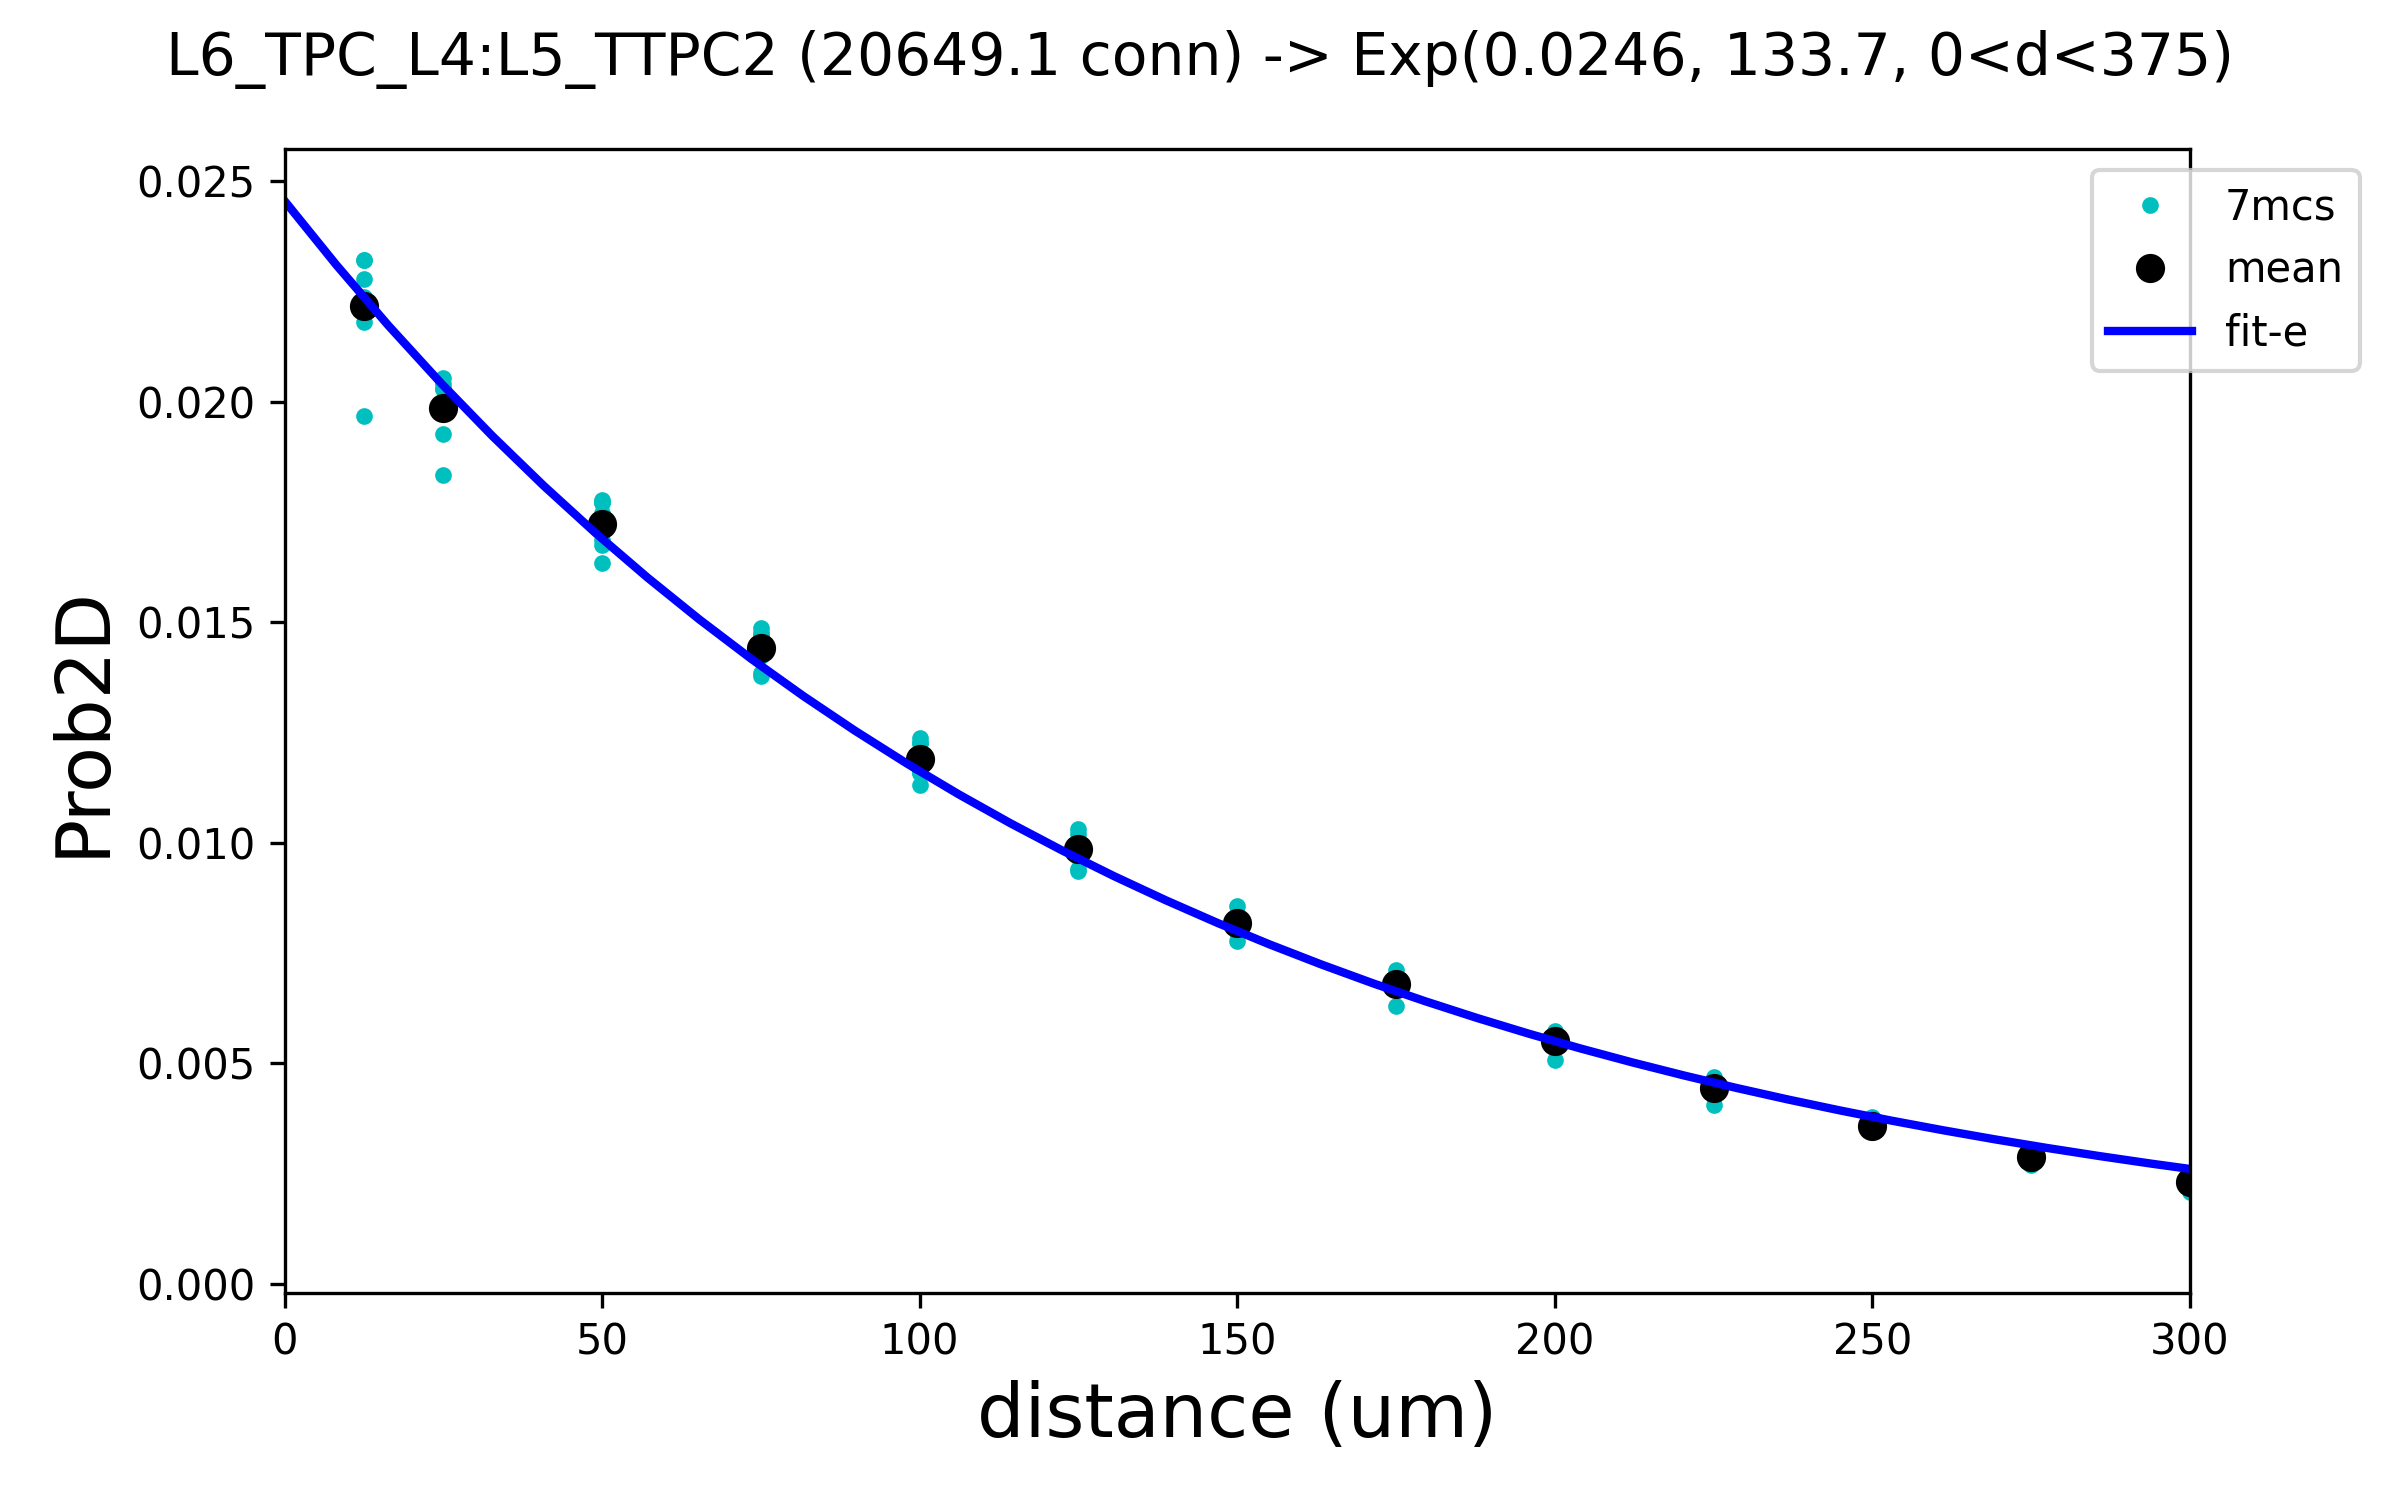 L6_TPC_L4:L5_TTPC2 (20649.1 conn) -> Exp(0.0246, 133.7, 0<d<375)
7mcs
mean
fit-e
Prob2D
0.025
0.020
0.015
0.010
0.005
0.000
0 50 100 150 200 250 300
distance (um)